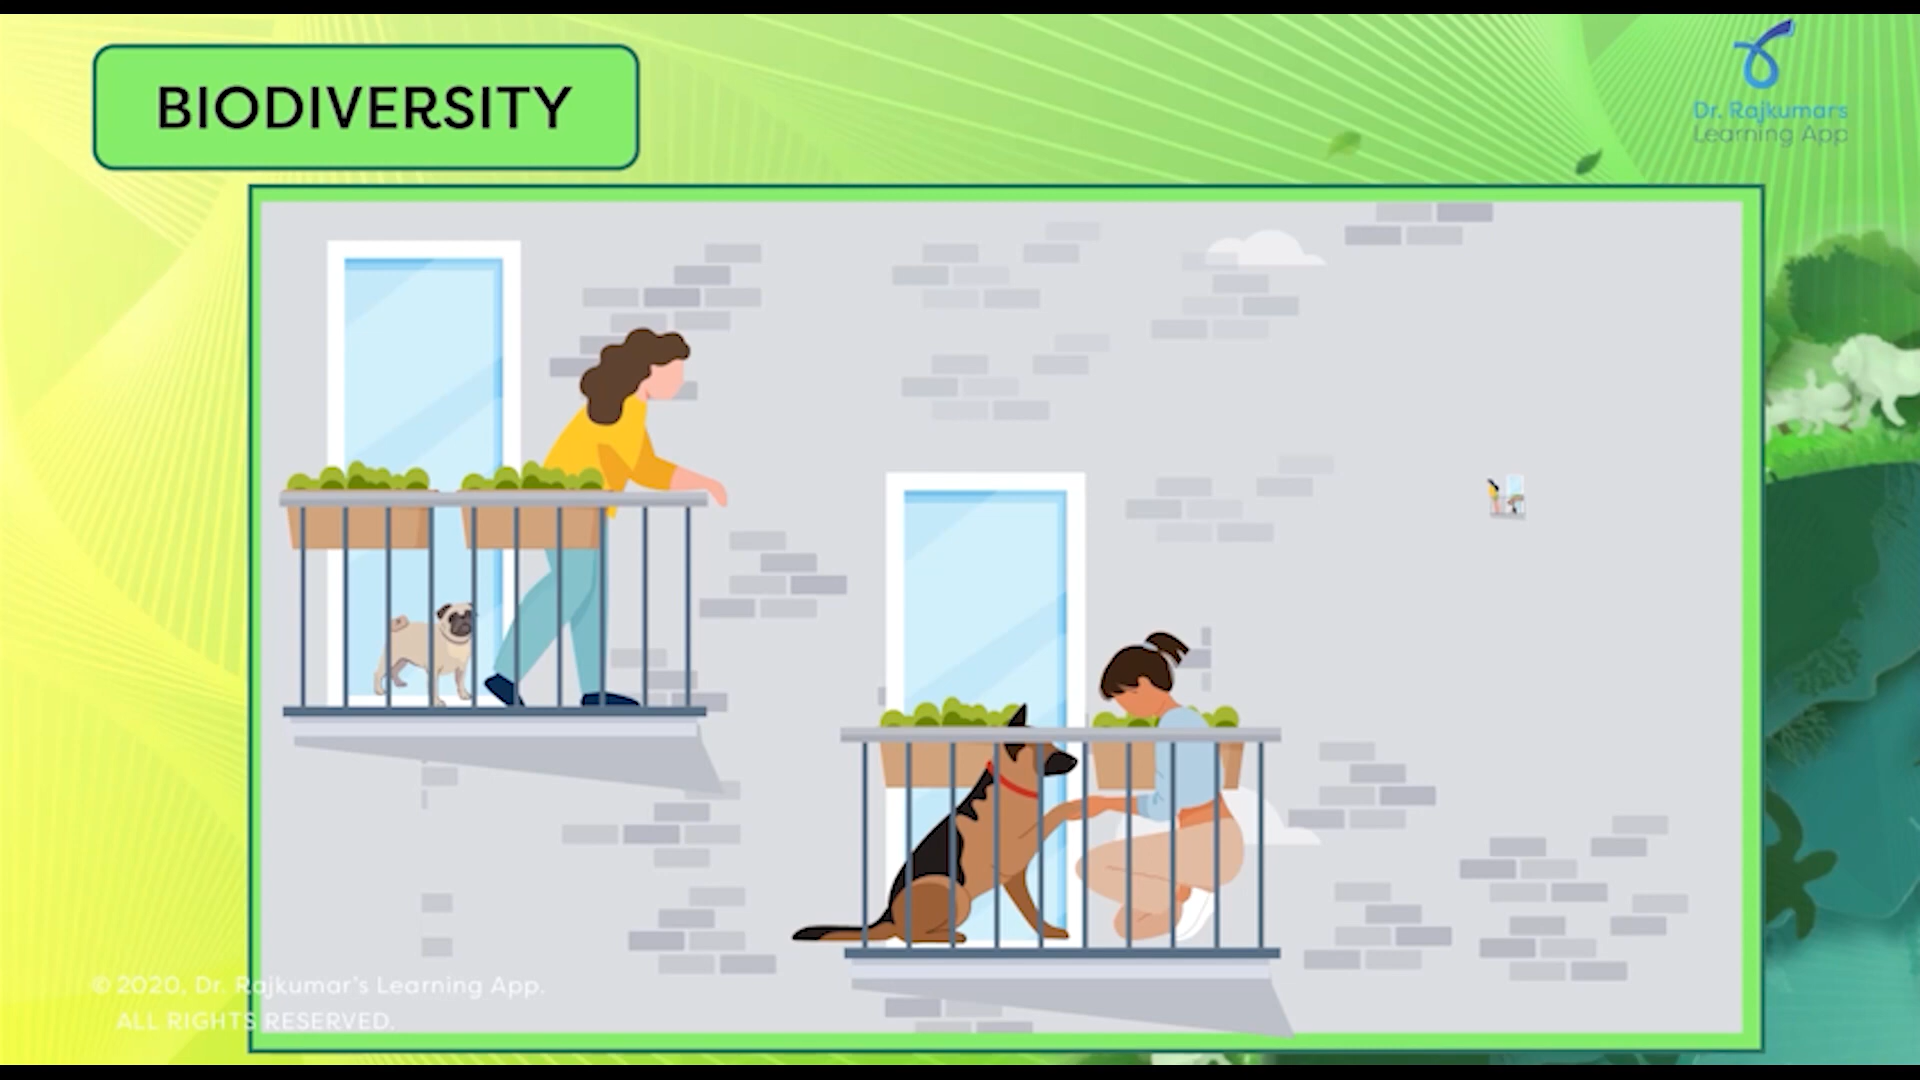 BIODIVERSITY
Dr. Rajkumars
Learning App
© 2020, Dr. Rajkumar's Learning App.
ALL RIGHTS RESERVED.